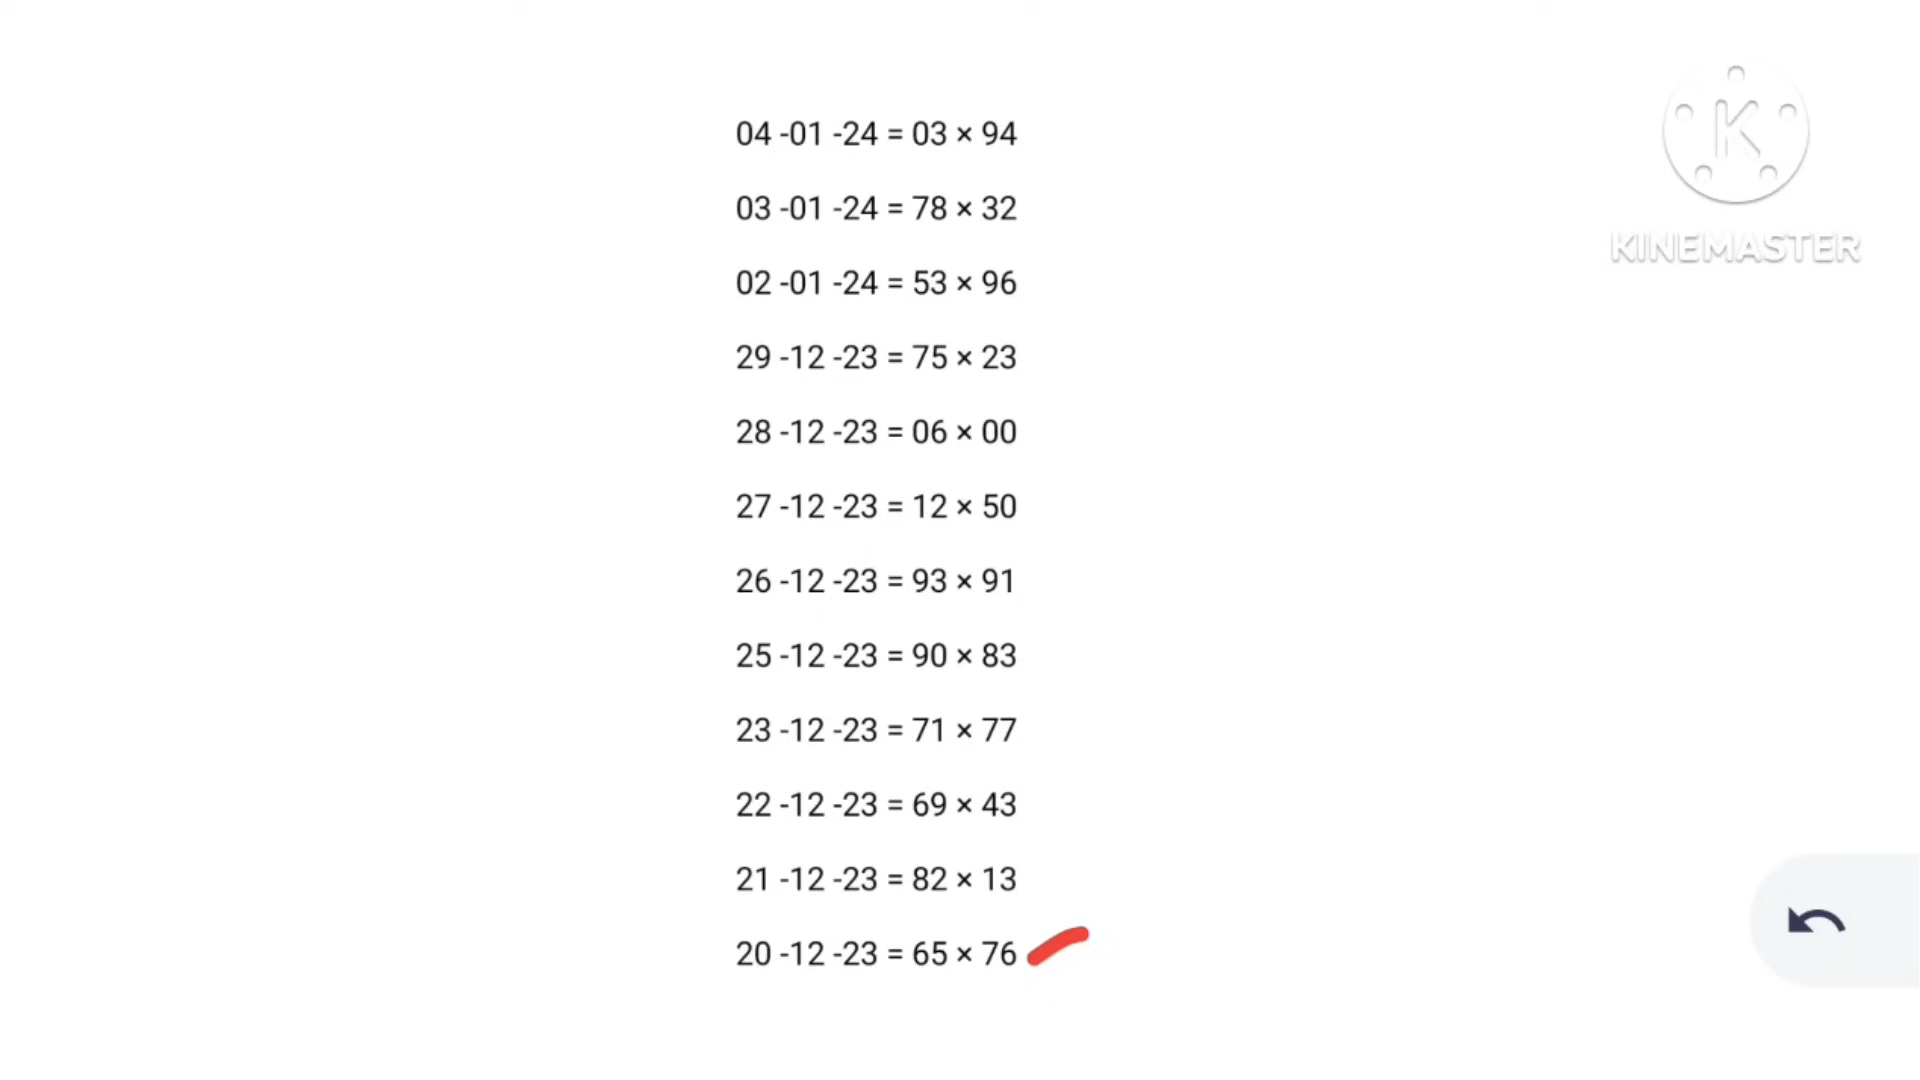 04 -01 -24 = 03 × 94
K
03 -01 -24 = 78 × 32
KINEMASTER
02 -01 -24 = 53 × 96
29 -12 -23 = 75 × 23
28 -12 -23 = 06 × 00
27 -12 -23 = 12 × 50
26 -12 -23 = 93 × 91
25 -12 -23 = 90 × 83
23 -12 -23 = 71 × 77
22 -12 -23 = 69 × 43
21 -12 -23 = 82 × 13
20 -12 -23 = 65 × 76